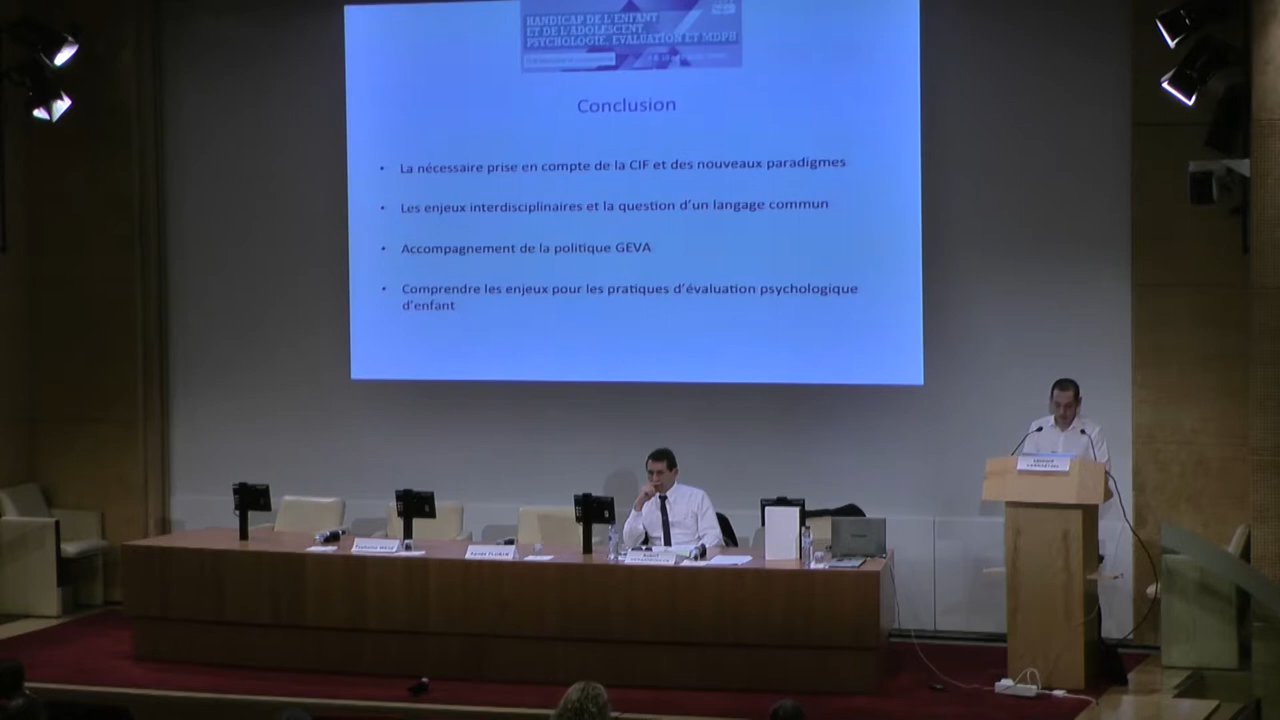 HANDICAP DE L'ENFANT
ET DE L'ADOLESCENT,
PSYCHOLOGIE, EVALUATION ET MDPH
Conclusion
• La nécessaire prise en compte de la CIF et des nouveaux paradigmes
• Les enjeux interdisciplinaires et la question d'un langage commun
• Accompagnement de la politique GEVA
• Comprendre les enjeux pour les pratiques d'évaluation psychologique
d'enfant